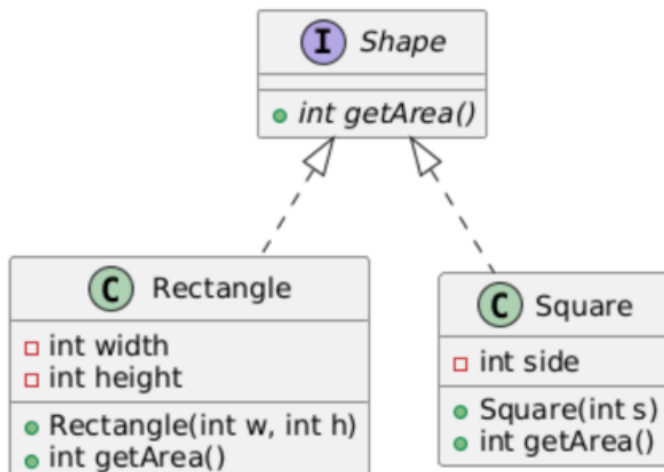 I Shape
int getArea()
C Rectangle
int width
int height
Rectangle(int w, int h)
int getArea()
C Square
int side
Square(int s)
int getArea()